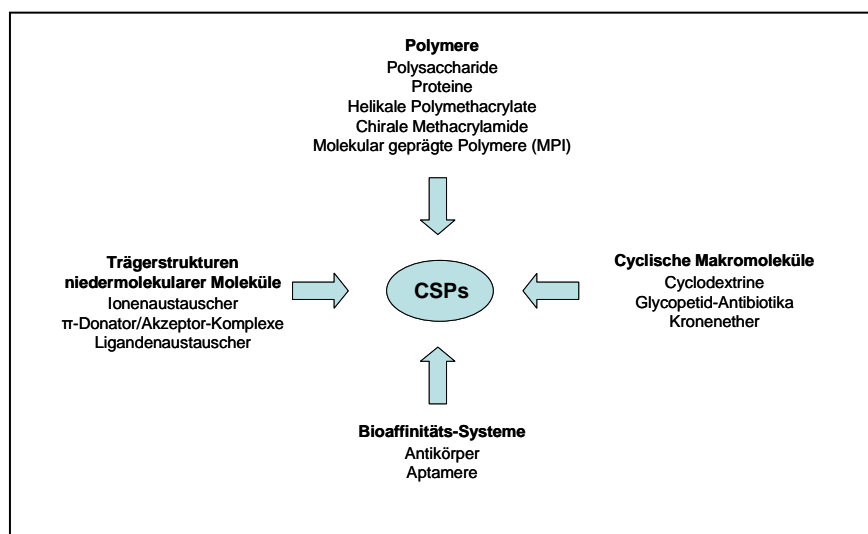 Polymere
Polysaccharide
Proteine
Helikale Polymethacrylate
Chirale Methacrylamide
Molekular geprägte Polymere (MPI)
Trägerstrukturen
niedermolekularer Moleküle
Ionenaustauscher
π-Donator/Akzeptor-Komplexe
Ligandenaustauscher
CSPs
Cyclische Makromoleküle
Cyclodextrine
Glycopetid-Antibiotika
Kronenether
Bioaffinitäts-Systeme
Antikörper
Aptamere